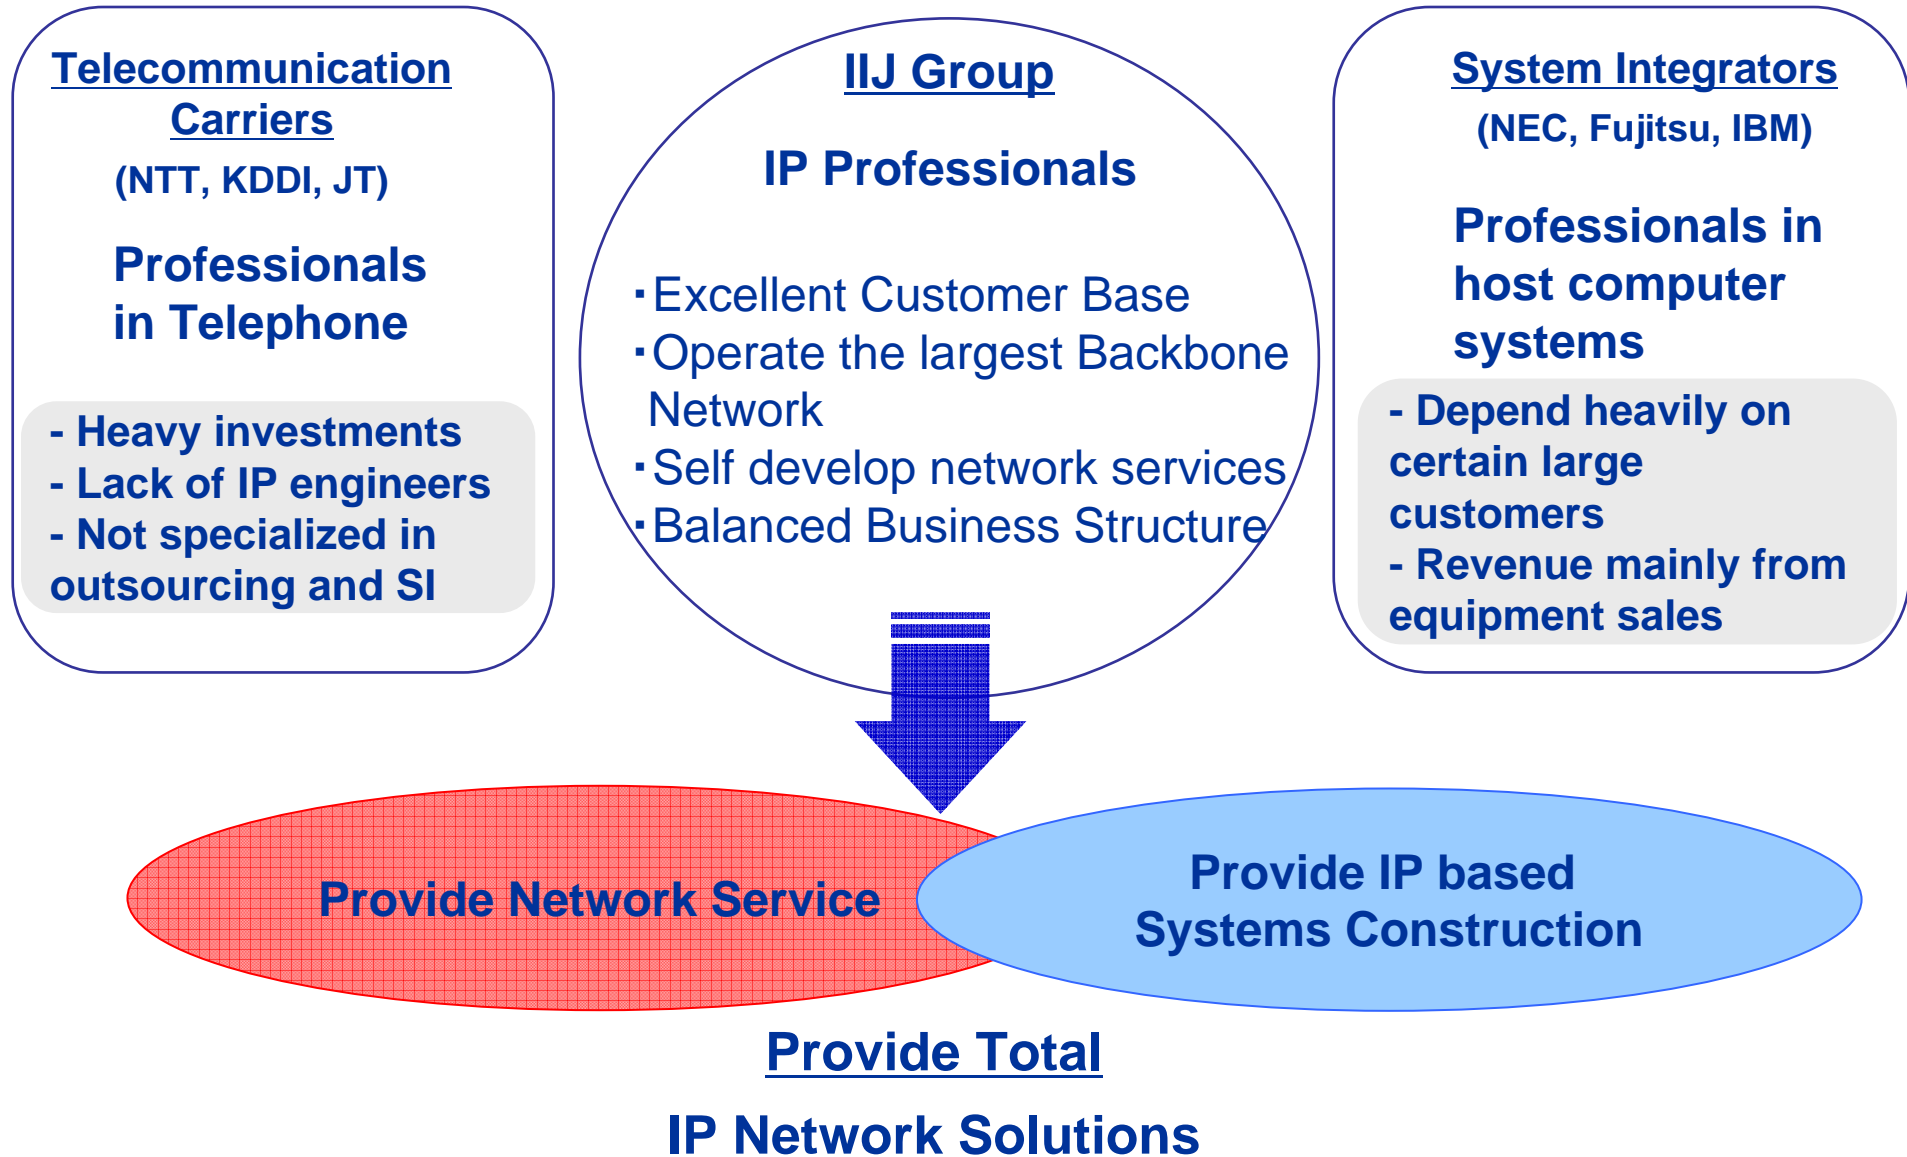 Telecommunication
Carriers
(NTT, KDDI, JT)
Professionals
in Telephone
- Heavy investments
- Lack of IP engineers
- Not specialized in
outsourcing and SI
IIJ Group
IP Professionals
・Excellent Customer Base
・Operate the largest Backbone
Network
・Self develop network services
・Balanced Business Structure
System Integrators
(NEC, Fujitsu, IBM)
Professionals in
host computer
systems
- Depend heavily on
certain large
customers
- Revenue mainly from
equipment sales
Provide Network Service
Provide IP based
Systems Construction
Provide Total
IP Network Solutions